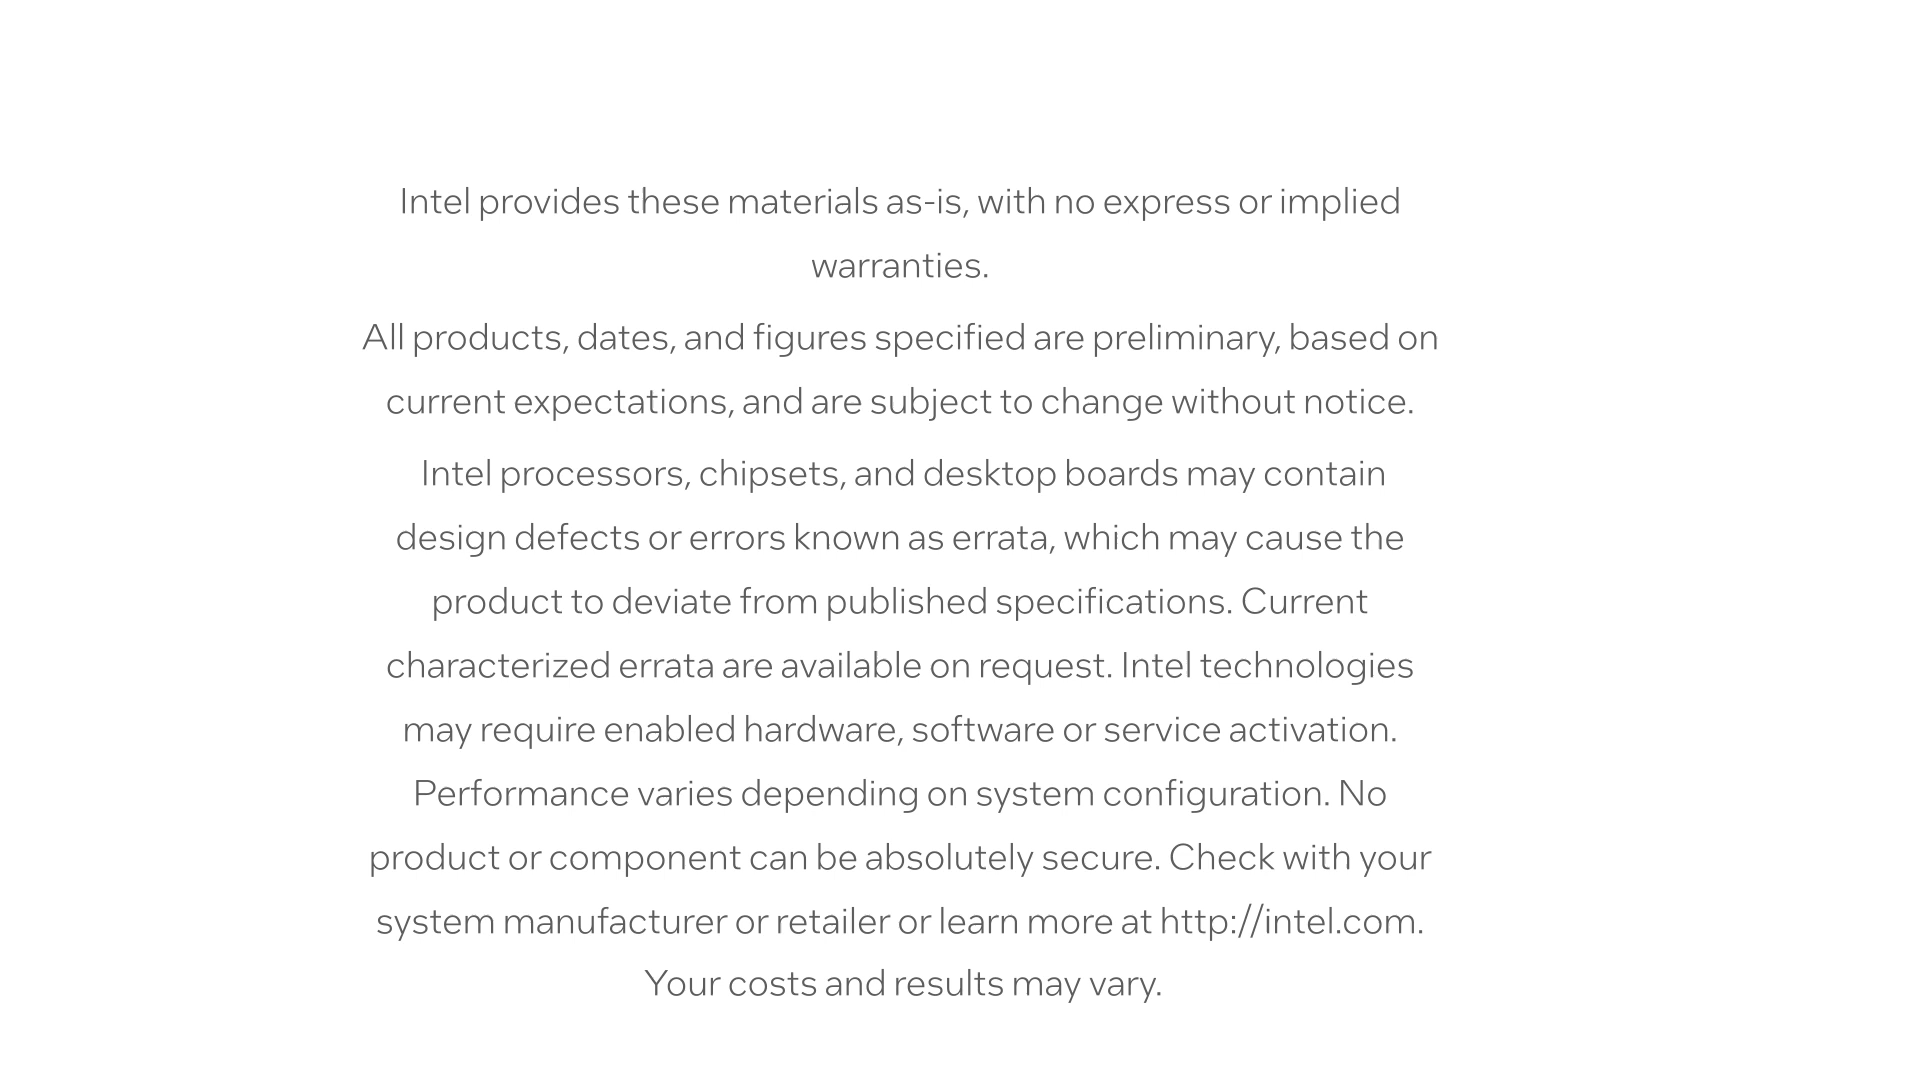 Intel provides these materials as-is, with no express or implied
warranties.
All products, dates, and figures specified are preliminary, based on
current expectations, and are subject to change without notice.
Intel processors, chipsets, and desktop boards may contain
design defects or errors known as errata, which may cause the
product to deviate from published specifications. Current
characterized errata are available on request. Intel technologies
may require enabled hardware, software or service activation.
Performance varies depending on system configuration. No
product or component can be absolutely secure. Check with your
system manufacturer or retailer or learn more at http://intel.com.
Your costs and results may vary.